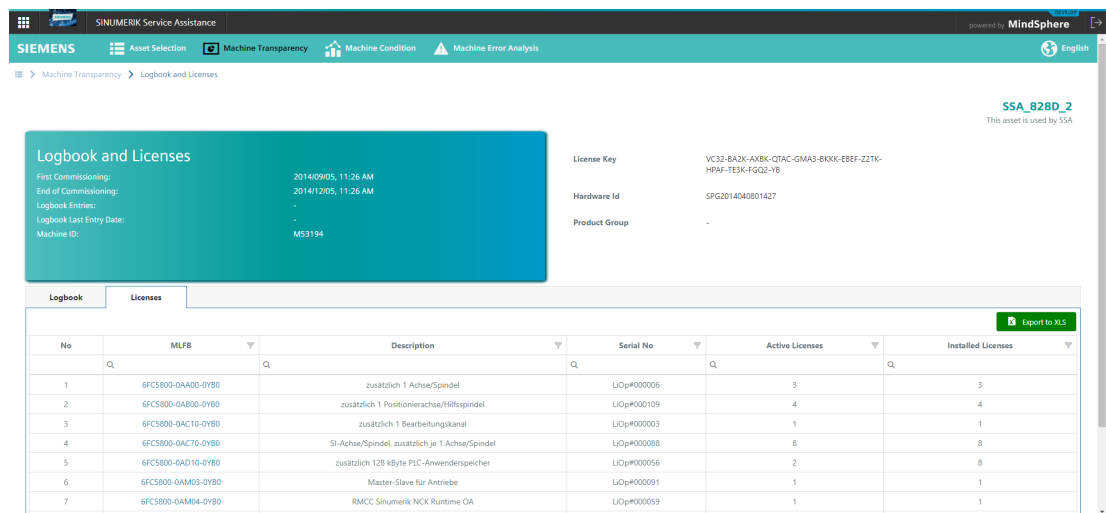 SINUMERIK Service Assistance
powered by MindSphere
SIEMENS Asset Selection Machine Transparency Machine Condition Machine Error Analysis English
Machine Transparency Logbook and Licenses
SSA_828D_2
This asset is used by SSA
Logbook and Licenses
First Commissioning: 2014/09/05, 11:26 AM
End of Commissioning: 2014/12/05, 11:26 AM
Logbook Entries: -
Logbook Last Entry Date: -
Machine ID: M53194
License Key VC32-BA2K-AXBK-QTAC-GMA3-BKKK-EBEF-Z2TK-
HPAF-TE3K-FGQ2-YB
Hardware Id SPG2014040801427
Product Group -
Logbook Licenses
Export to XLS
No MLFB Description Serial No Active Licenses Installed Licenses
1 6FC5800-0AA00-0YB0 zusätzlich 1 Achse/Spindel LiOp#000006 3 3
2 6FC5800-0AB00-0YB0 zusätzlich 1 Positionierachse/Hilfsspindel LiOp#000109 4 4
3 6FC5800-0AC10-0YB0 zusätzlich 1 Bearbeitungskanal LiOp#000003 1 1
4 6FC5800-0AC70-0YB0 SI-Achse/Spindel, zusätzlich je 1 Achse/Spindel LiOp#000088 8 8
5 6FC5800-0AD10-0YB0 zusätzlich 128 kByte PLC-Anwenderspeicher LiOp#000056 2 8
6 6FC5800-0AM03-0YB0 Master-Slave für Antriebe LiOp#000091 1 1
7 6FC5800-0AM04-0YB0 RMCC Sinumerik NCK Runtime OA LiOp#000059 1 1